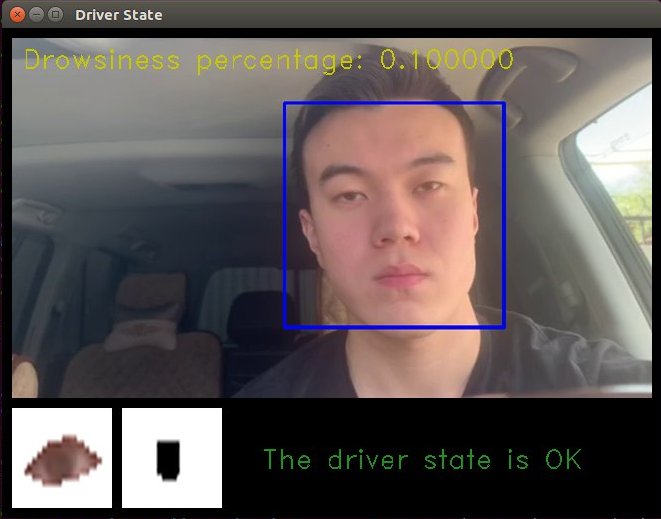 Driver State
Drowsiness percentage: 0.100000
The driver state is OK